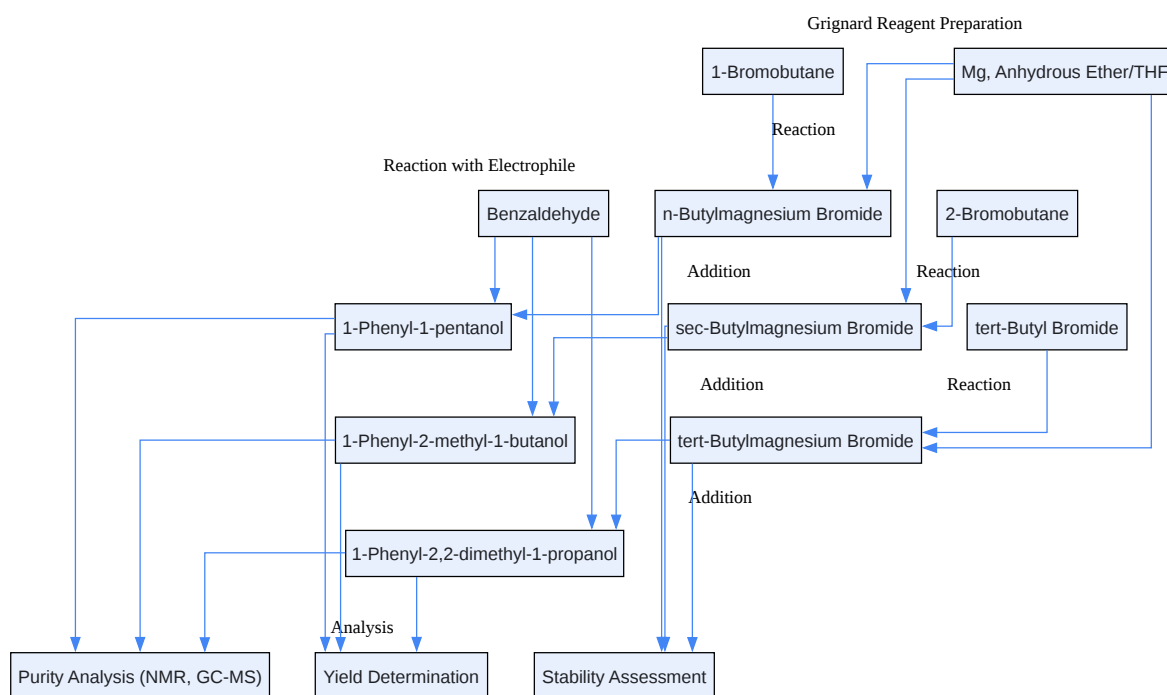 Grignard Reagent Preparation
1-Bromobutane
Mg, Anhydrous Ether/THF
Reaction
Reaction with Electrophile
Benzaldehyde
n-Butylmagnesium Bromide
2-Bromobutane
Addition
Reaction
1-Phenyl-1-pentanol
sec-Butylmagnesium Bromide
tert-Butyl Bromide
Addition
Reaction
1-Phenyl-2-methyl-1-butanol
tert-Butylmagnesium Bromide
Addition
1-Phenyl-2,2-dimethyl-1-propanol
Analysis
Purity Analysis (NMR, GC-MS)
Yield Determination
Stability Assessment